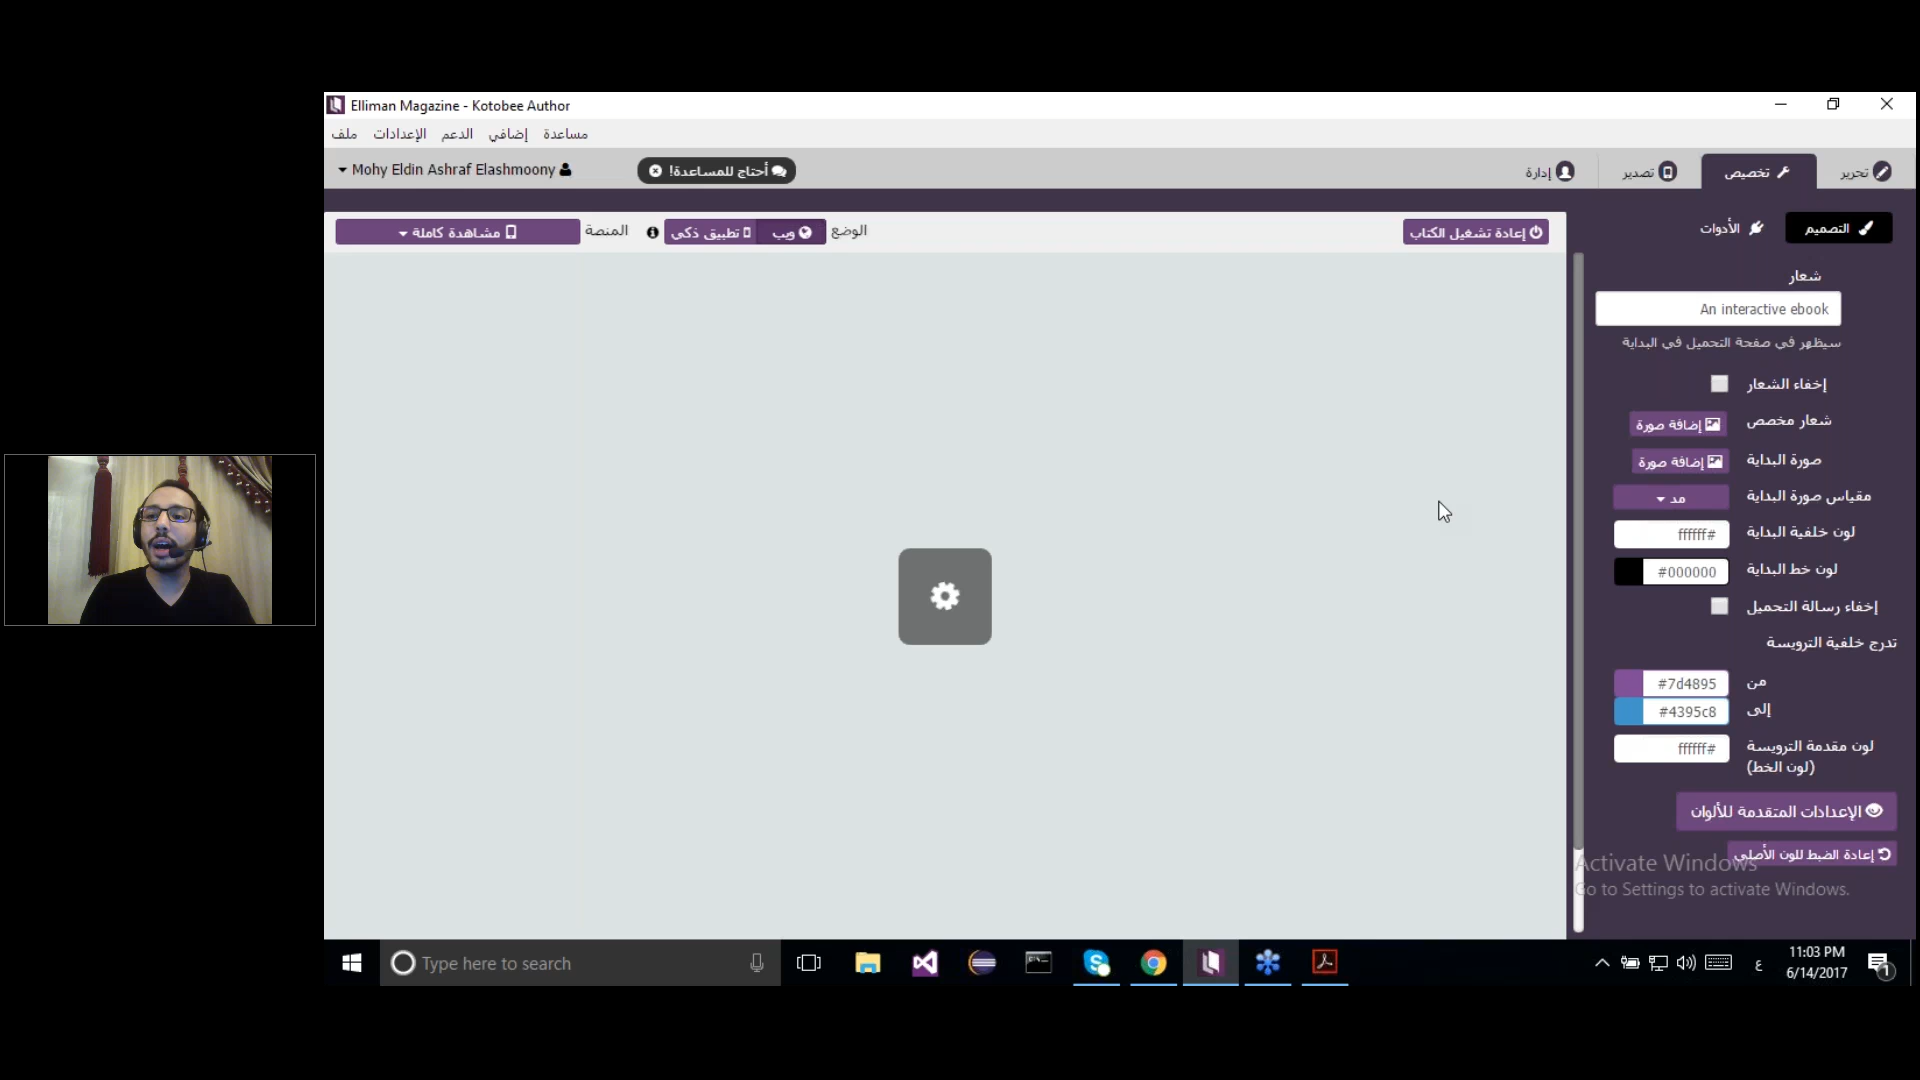 Elliman Magazine - Kotobee Author
ملف الإعدادات الدعم إضافي مساعدة
Mohy Eldin Ashraf Elashmoony
أحتاج للمساعدة!
تحرير
تخصيص
تصدير
إدارة
التصميم
الأدوات
إعادة تشغيل الكتاب
الوضع
ويب
تطبيق ذكي
المنصة
مشاهدة كاملة
شعار
An interactive ebook
سيظهر في صفحة التحميل في البداية
إخفاء الشعار
شعار مخصص
إضافة صورة
صورة البداية
إضافة صورة
مقياس صورة البداية
مد
لون خلفية البداية
ffffff#
لون خط البداية
#000000
إخفاء رسالة التحميل
تدرج خلفية الترويسة
من
#7d4895
إلى
#4395c8
لون مقدمة الترويسة
(لون الخط)
ffffff#
الإعدادات المتقدمة للألوان
إعادة الضبط للون الأصلي
Activate Windows
Go to Settings to activate Windows.
Type here to search
ع
11:03 PM
6/14/2017
1